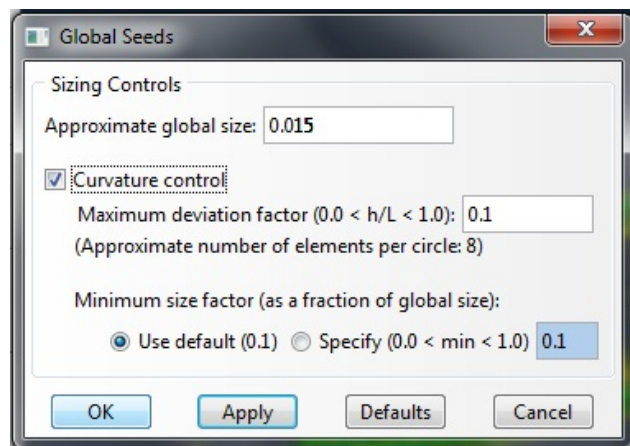 Global Seeds
Sizing Controls
Approximate global size: 0.015
Curvature control
Maximum deviation factor (0.0 < h/L < 1.0): 0.1
(Approximate number of elements per circle: 8)
Minimum size factor (as a fraction of global size):
Use default (0.1) Specify (0.0 < min < 1.0) 0.1
OK Apply Defaults Cancel